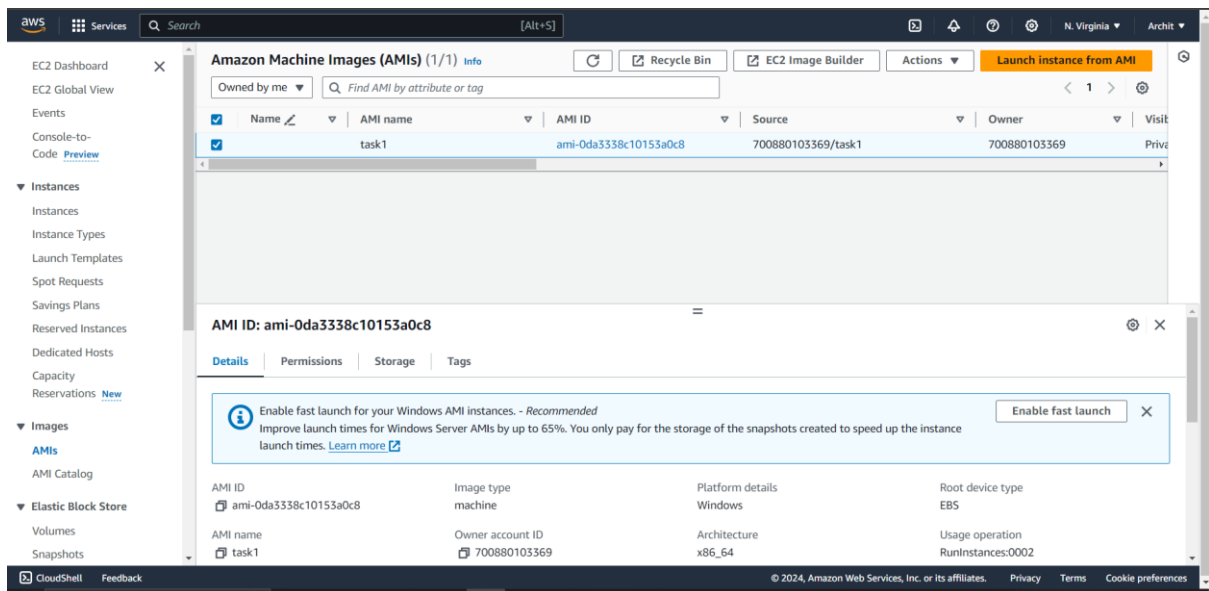 aws Services Search [Alt+S] N. Virginia Archit
EC2 Dashboard
EC2 Global View
Events
Console-to-
Code Preview
Instances
Instances
Instance Types
Launch Templates
Spot Requests
Savings Plans
Reserved Instances
Dedicated Hosts
Capacity
Reservations New
Images
AMIs
AMI Catalog
Elastic Block Store
Volumes
Snapshots
Amazon Machine Images (AMIs) (1/1) Info Recycle Bin EC2 Image Builder Actions Launch instance from AMI
Owned by me Find AMI by attribute or tag 1
Name AMI name AMI ID Source Owner Visib
task1 ami-0da3338c10153a0c8 700880103369/task1 700880103369 Priva
AMI ID: ami-0da3338c10153a0c8
Details Permissions Storage Tags
Enable fast launch for your Windows AMI instances. - Recommended Enable fast launch
Improve launch times for Windows Server AMIs by up to 65%. You only pay for the storage of the snapshots created to speed up the instance
launch times. Learn more
AMI ID Image type Platform details Root device type
ami-0da3338c10153a0c8 machine Windows EBS
AMI name Owner account ID Architecture Usage operation
task1 700880103369 x86_64 RunInstances:0002
CloudShell Feedback © 2024, Amazon Web Services, Inc. or its affiliates. Privacy Terms Cookie preferences